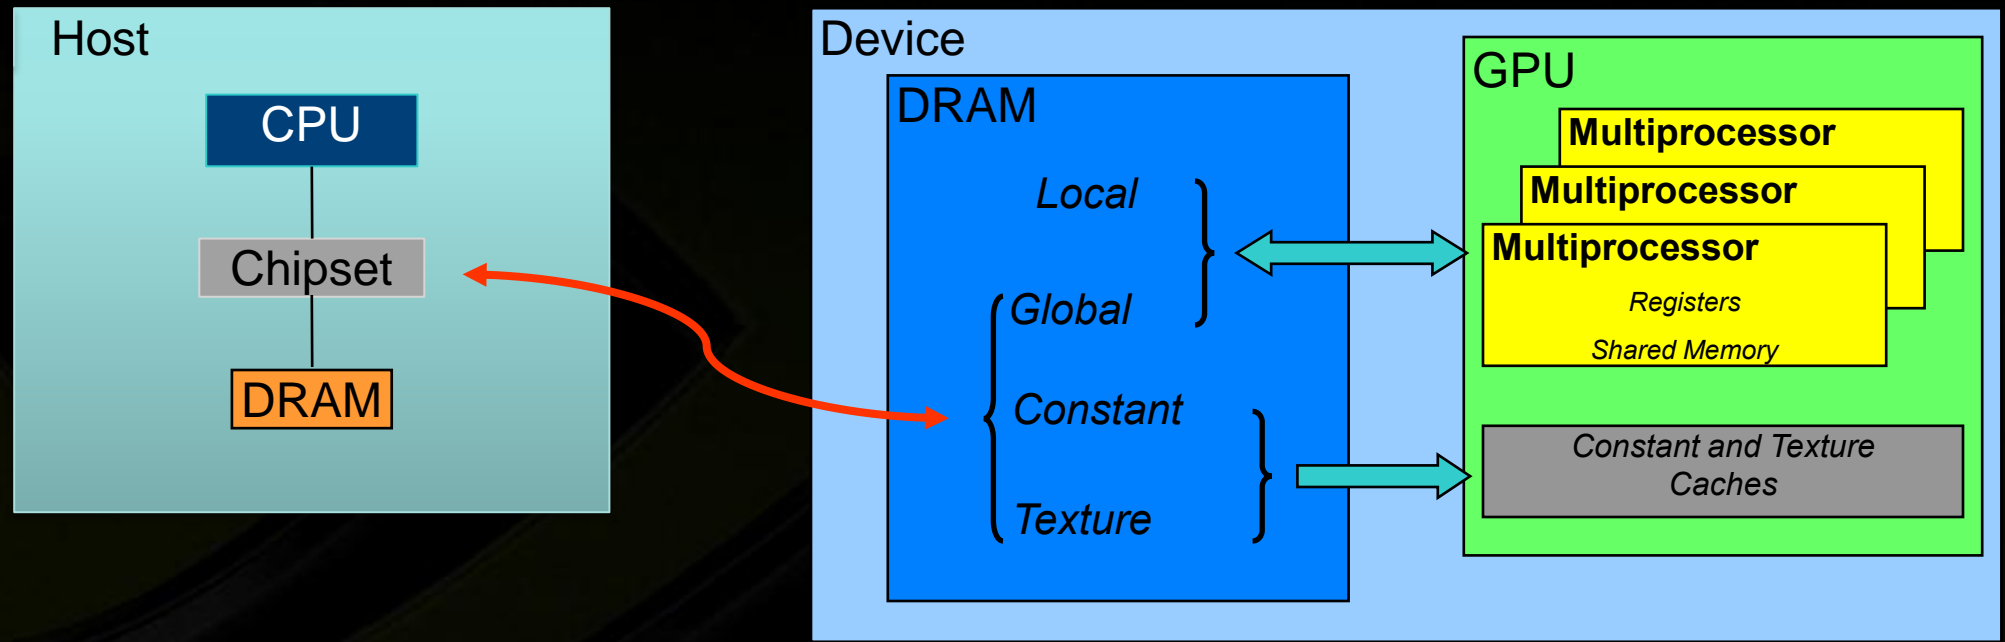 Host
CPU
Chipset
DRAM
Device
DRAM
Local
Global
Constant
Texture
GPU
Multiprocessor
Multiprocessor
Multiprocessor
Registers
Shared Memory
Constant and Texture
Caches